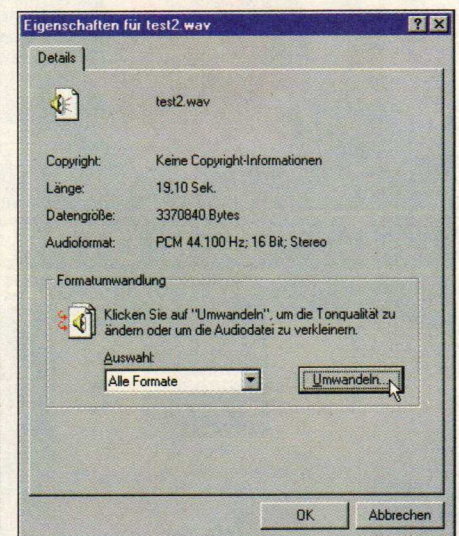 Eigenschaften für test2.wav
Details
test2.wav
Copyright: Keine Copyright-Informationen
Länge: 19,10 Sek.
Datengröße: 3370840 Bytes
Audioformat: PCM 44.100 Hz; 16 Bit; Stereo
Formatumwandlung
Klicken Sie auf "Umwandeln", um die Tonqualität zu
ändern oder um die Audiodatei zu verkleinern.
Auswahl:
Alle Formate
Umwandeln...
OK Abbrechen